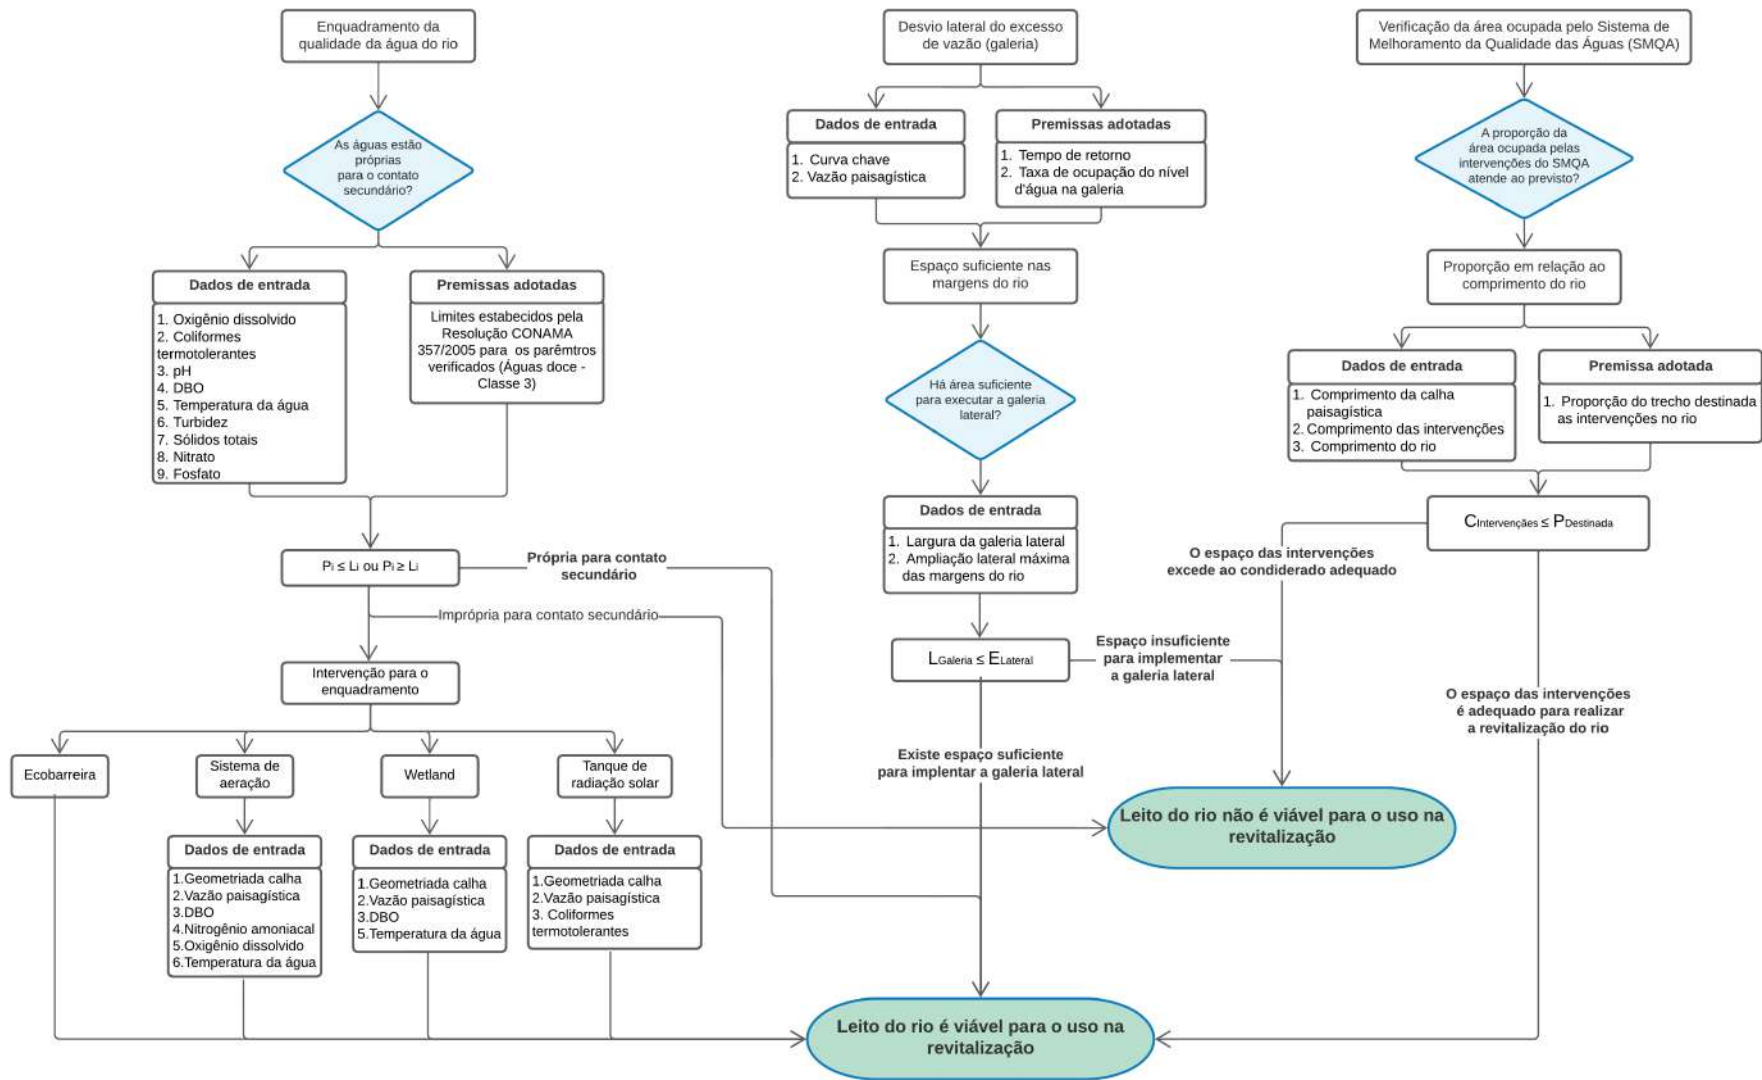 Enquadramento da
qualidade da água do rio
As águas estão
próprias
para o contato
secundário?
Dados de entrada
1. Oxigênio dissolvido
2. Coliformes
termotolerantes
3. pH
4. DBO
5. Temperatura da água
6. Turbidez
7. Sólidos totais
8. Nitrato
9. Fosfato
Premissas adotadas
Limites estabecidos pela
Resolução CONAMA
357/2005 para os parêmtros
verificados (Águas doce -
Classe 3)
Pi ≤ Li ou Pi ≥ Li
Própria para contato
secundário
Imprópria para contato secundário
Intervenção para o
enquadramento
Ecobarreira
Sistema de
aeração
Wetland
Tanque de
radiação solar
Dados de entrada
1.Geometriada calha
2.Vazão paisagística
3.DBO
4.Nitrogênio amoniacal
5.Oxigênio dissolvido
6.Temperatura da água
Dados de entrada
1.Geometriada calha
2.Vazão paisagística
3.DBO
5.Temperatura da água
Dados de entrada
1.Geometriada calha
2.Vazão paisagística
3. Coliformes
termotolerantes
Desvio lateral do excesso
de vazão (galeria)
Dados de entrada
1. Curva chave
2. Vazão paisagística
Premissas adotadas
1. Tempo de retorno
2. Taxa de ocupação do nível
d'água na galeria
Espaço suficiente nas
margens do rio
Há área suficiente
para executar a galeria
lateral?
Dados de entrada
1. Largura da galeria lateral
2. Ampliação lateral máxima
das margens do rio
LGaleria ≤ ELateral
Espaço insuficiente
para implementar
a galeria lateral
Existe espaço suficiente
para implentar a galeria lateral
Verificação da área ocupada pelo Sistema de
Melhoramento da Qualidade das Águas (SMQA)
A proporção da
área ocupada pelas
intervenções do SMQA
atende ao previsto?
Proporção em relação ao
comprimento do rio
Dados de entrada
1. Comprimento da calha
paisagística
2. Comprimento das intervenções
3. Comprimento do rio
Premissa adotada
1. Proporção do trecho destinada
as intervenções no rio
CIntervenções ≤ PDestinada
O espaço das intervenções
excede ao condiderado adequado
O espaço das intervenções
é adequado para realizar
a revitalização do rio
Leito do rio não é viável para o uso na
revitalização
Leito do rio é viável para o uso na
revitalização